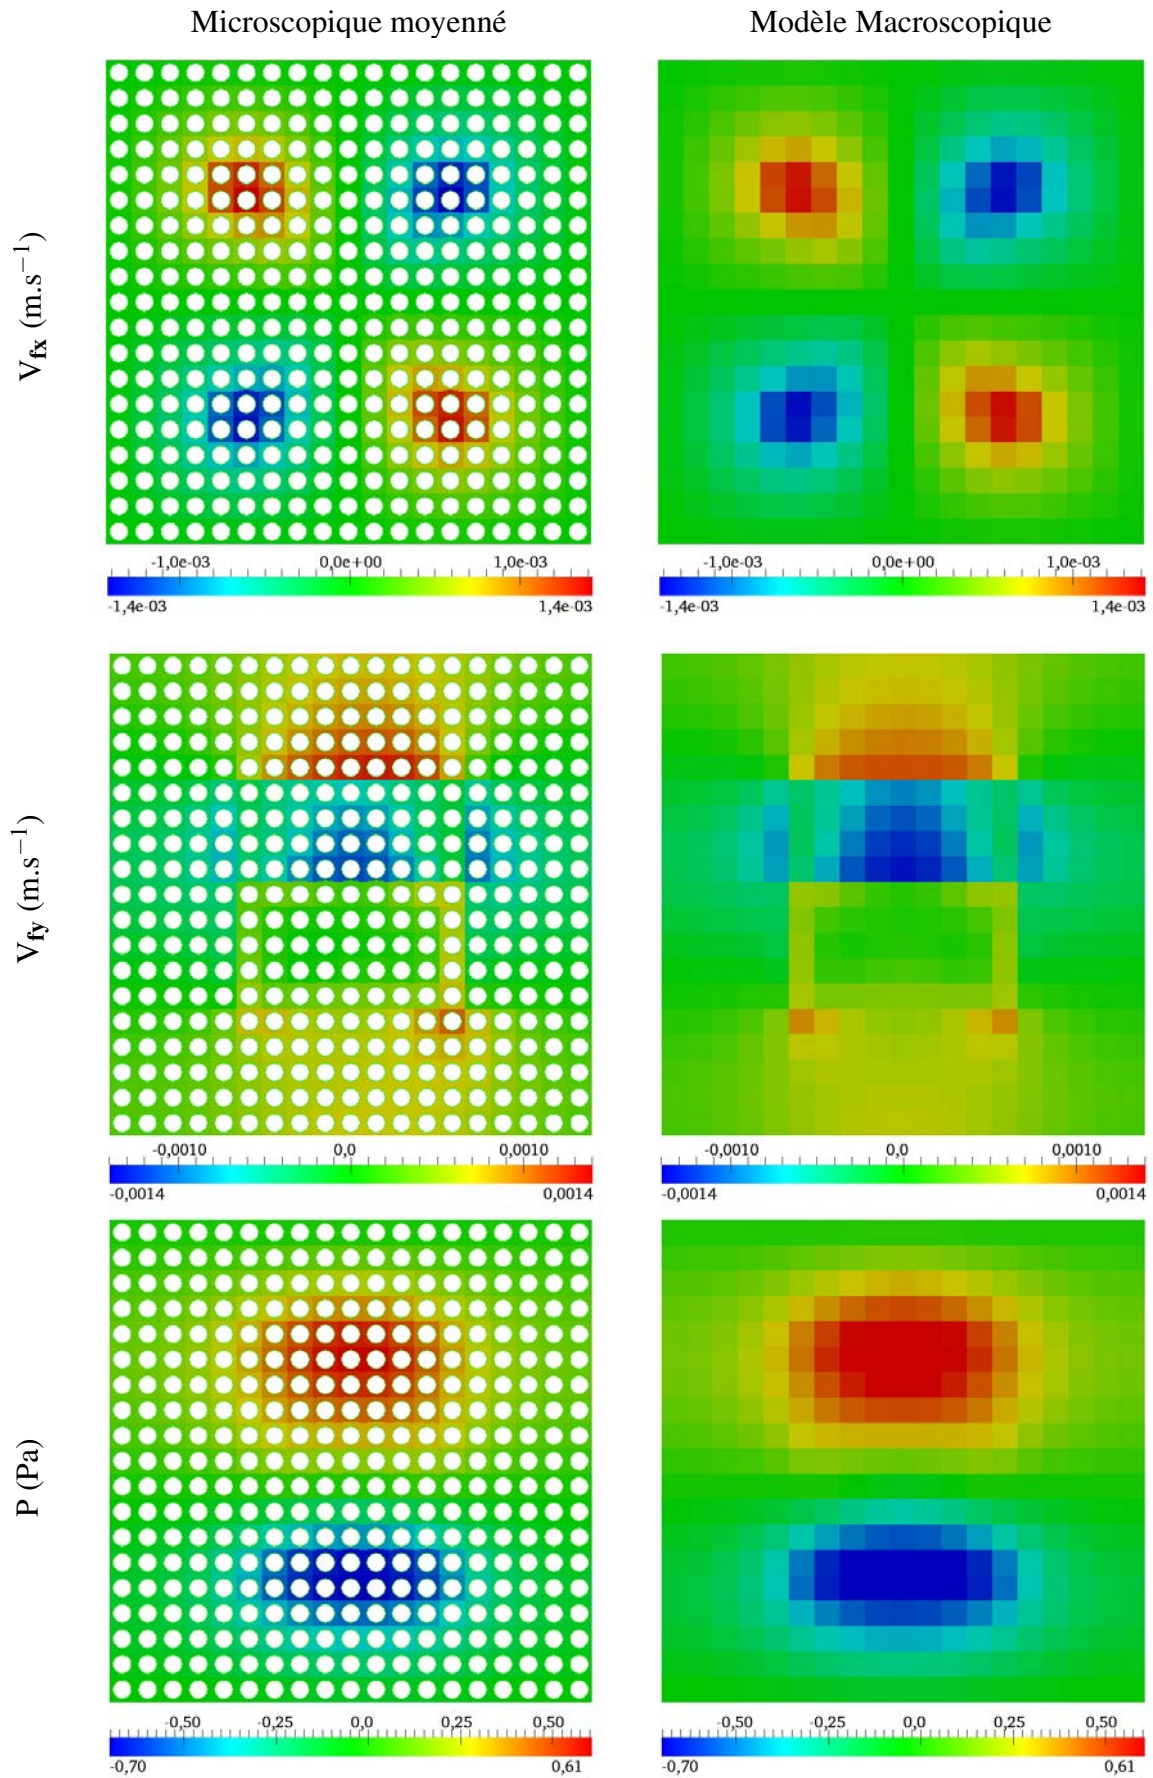 Microscopique moyenné Modèle Macroscopique
V_fx (m.s⁻¹)
-1,0e-03 0,0e+00 1,0e-03
-1,4e-03 1,4e-03
-1,0e-03 0,0e+00 1,0e-03
-1,4e-03 1,4e-03
V_fy (m.s⁻¹)
-0,0010 0,0 0,0010
-0,0014 0,0014
-0,0010 0,0 0,0010
-0,0014 0,0014
P (Pa)
-0,50 -0,25 0,0 0,25 0,50
-0,70 0,61
-0,50 -0,25 0,0 0,25 0,50
-0,70 0,61